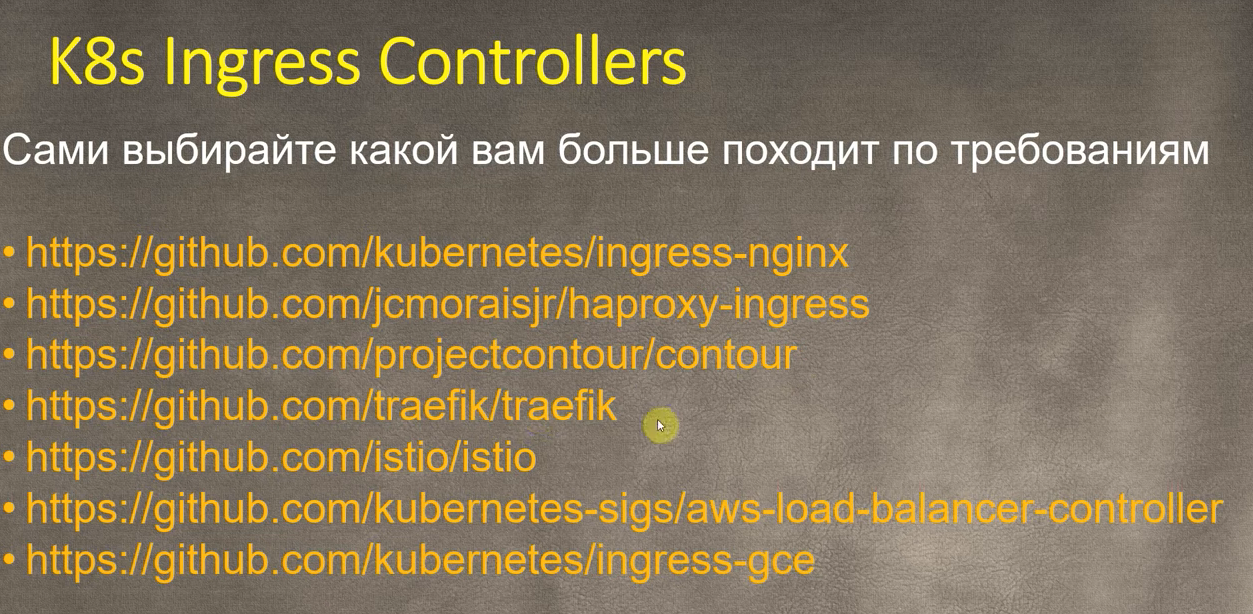 K8s Ingress Controllers
Сами выбирайте какой вам больше походит по требованиям
• https://github.com/kubernetes/ingress-nginx
• https://github.com/jcmoraisjr/haproxy-ingress
• https://github.com/projectcontour/contour
• https://github.com/traefik/traefik
• https://github.com/istio/istio
• https://github.com/kubernetes-sigs/aws-load-balancer-controller
• https://github.com/kubernetes/ingress-gce